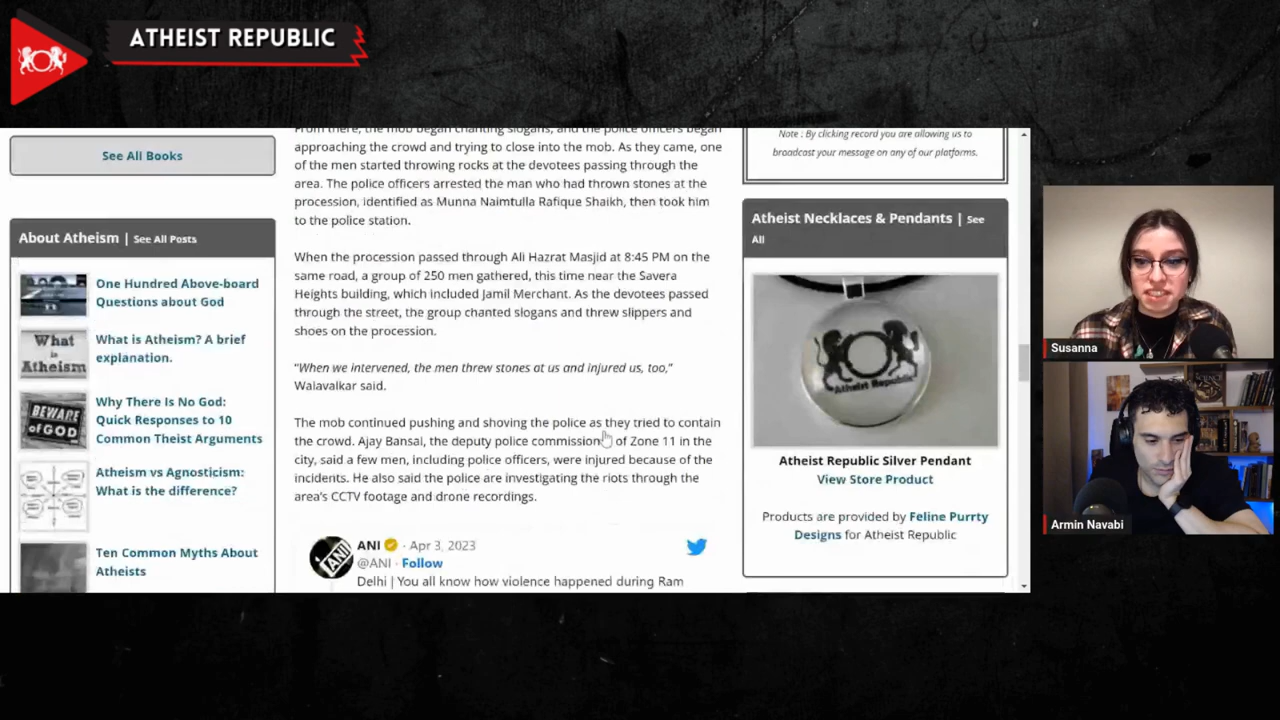 ATHEIST REPUBLIC
See All Books
About Atheism | See All Posts
One Hundred Above-board
Questions about God
What is Atheism? A brief
explanation.
What
is
Atheism
Why There Is No God:
Quick Responses to 10
Common Theist Arguments
BEWARE
of GOD
Atheism vs Agnosticism:
What is the difference?
Ten Common Myths About
Atheists
From there, the mob began chanting slogans, and the police officers began
approaching the crowd and trying to close into the mob. As they came, one
of the men started throwing rocks at the devotees passing through the
area. The police officers arrested the man who had thrown stones at the
procession, identified as Munna Naimtulla Rafique Shaikh, then took him
to the police station.
When the procession passed through Ali Hazrat Masjid at 8:45 PM on the
same road, a group of 250 men gathered, this time near the Savera
Heights building, which included Jamil Merchant. As the devotees passed
through the street, the group chanted slogans and threw slippers and
shoes on the procession.
"When we intervened, the men threw stones at us and injured us, too,"
Walavalkar said.
The mob continued pushing and shoving the police as they tried to contain
the crowd. Ajay Bansal, the deputy police commission of Zone 11 in the
city, said a few men, including police officers, were injured because of the
incidents. He also said the police are investigating the riots through the
area's CCTV footage and drone recordings.
ANI · Apr 3, 2023
@ANI · Follow
Delhi | You all know how violence happened during Ram
ANI
Note : By clicking record you are allowing us to
broadcast your message on any of our platforms.
Atheist Necklaces & Pendants | See
All
Atheist Republic
Atheist Republic Silver Pendant
View Store Product
Products are provided by Feline Purrty
Designs for Atheist Republic
Susanna
Armin Navabi